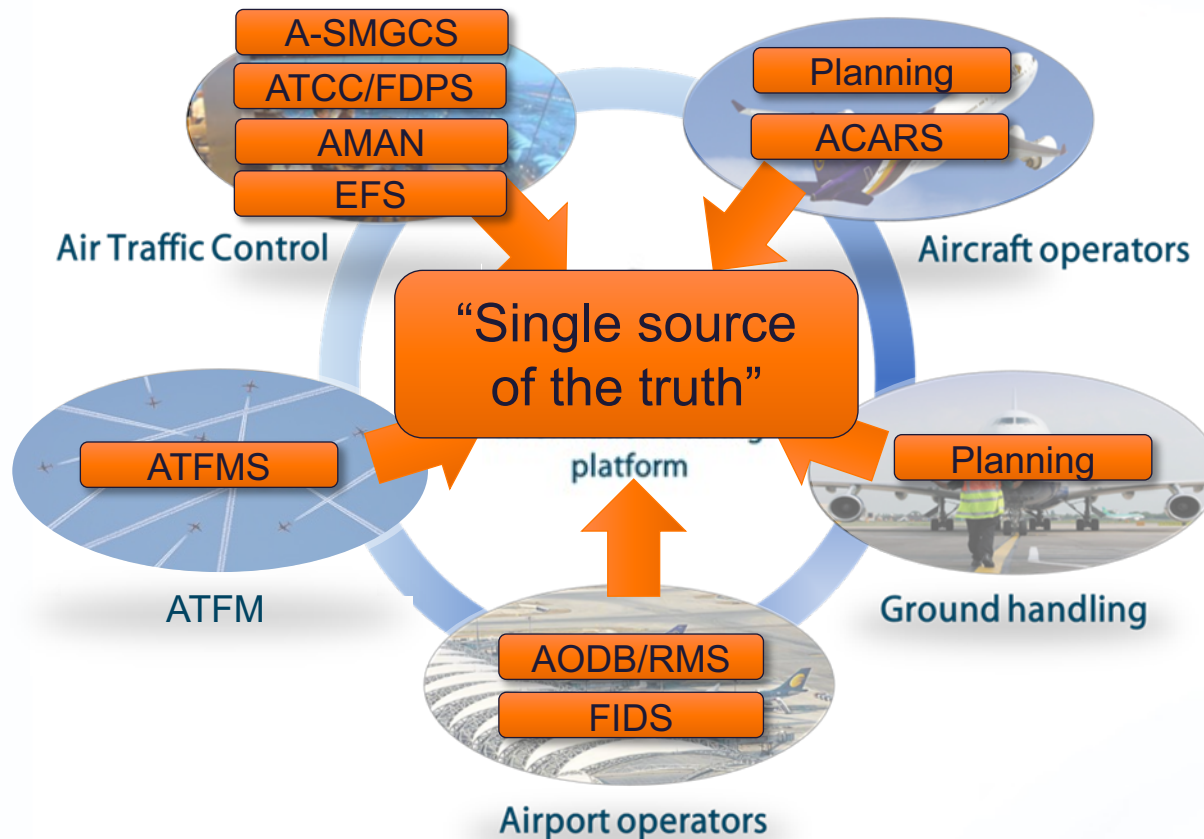 A-SMGCS
ATCC/FDPS
AMAN
EFS
Air Traffic Control
Planning
ACARS
Aircraft operators
“Single source
of the truth”
platform
ATFMS
ATFM
Planning
Ground handling
AODB/RMS
FIDS
Airport operators